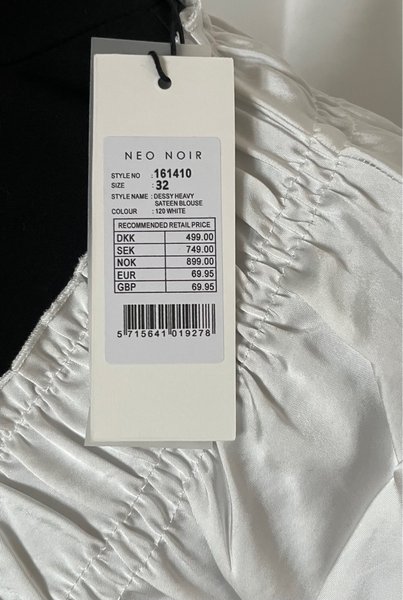 NEO NOIR
STYLE NO : 161410
SIZE : 32
STYLE NAME : DESSY HEAVY
SATEEN BLOUSE
COLOUR : 120 WHITE
RECOMMENDED RETAIL PRICE
DKK 499.00
SEK 749.00
NOK 899.00
EUR 69.95
GBP 69.95
5 715641 019278